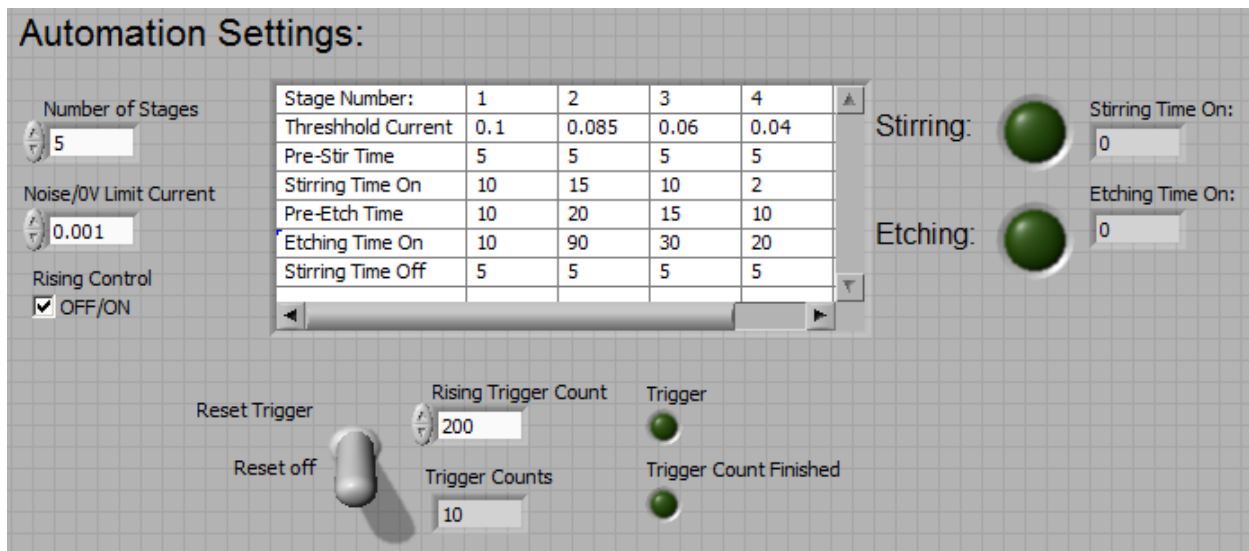 Automation Settings:
Number of Stages
5
Noise/0V Limit Current
0.001
Rising Control
OFF/ON
Stage Number: 1 2 3 4
Threshhold Current 0.1 0.085 0.06 0.04
Pre-Stir Time 5 5 5 5
Stirring Time On 10 15 10 2
Pre-Etch Time 10 20 15 10
Etching Time On 10 90 30 20
Stirring Time Off 5 5 5 5
Stirring:
Stirring Time On:
0
Etching:
Etching Time On:
0
Reset Trigger
Reset off
Rising Trigger Count
200
Trigger Counts
10
Trigger
Trigger Count Finished